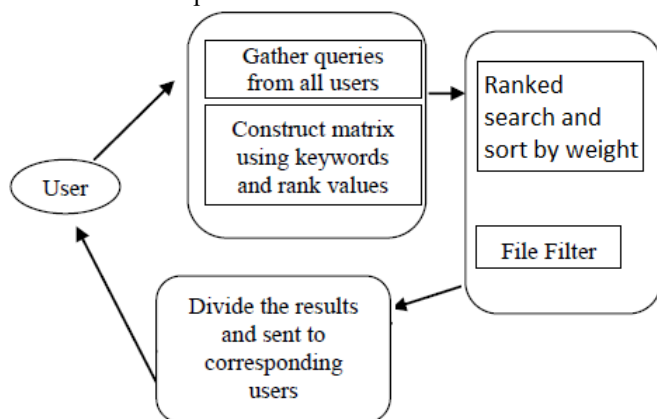 Gather queries
from all users
Construct matrix
using keywords
and rank values
Ranked
search and
sort by weight
User
File Filter
Divide the results
and sent to
corresponding
users